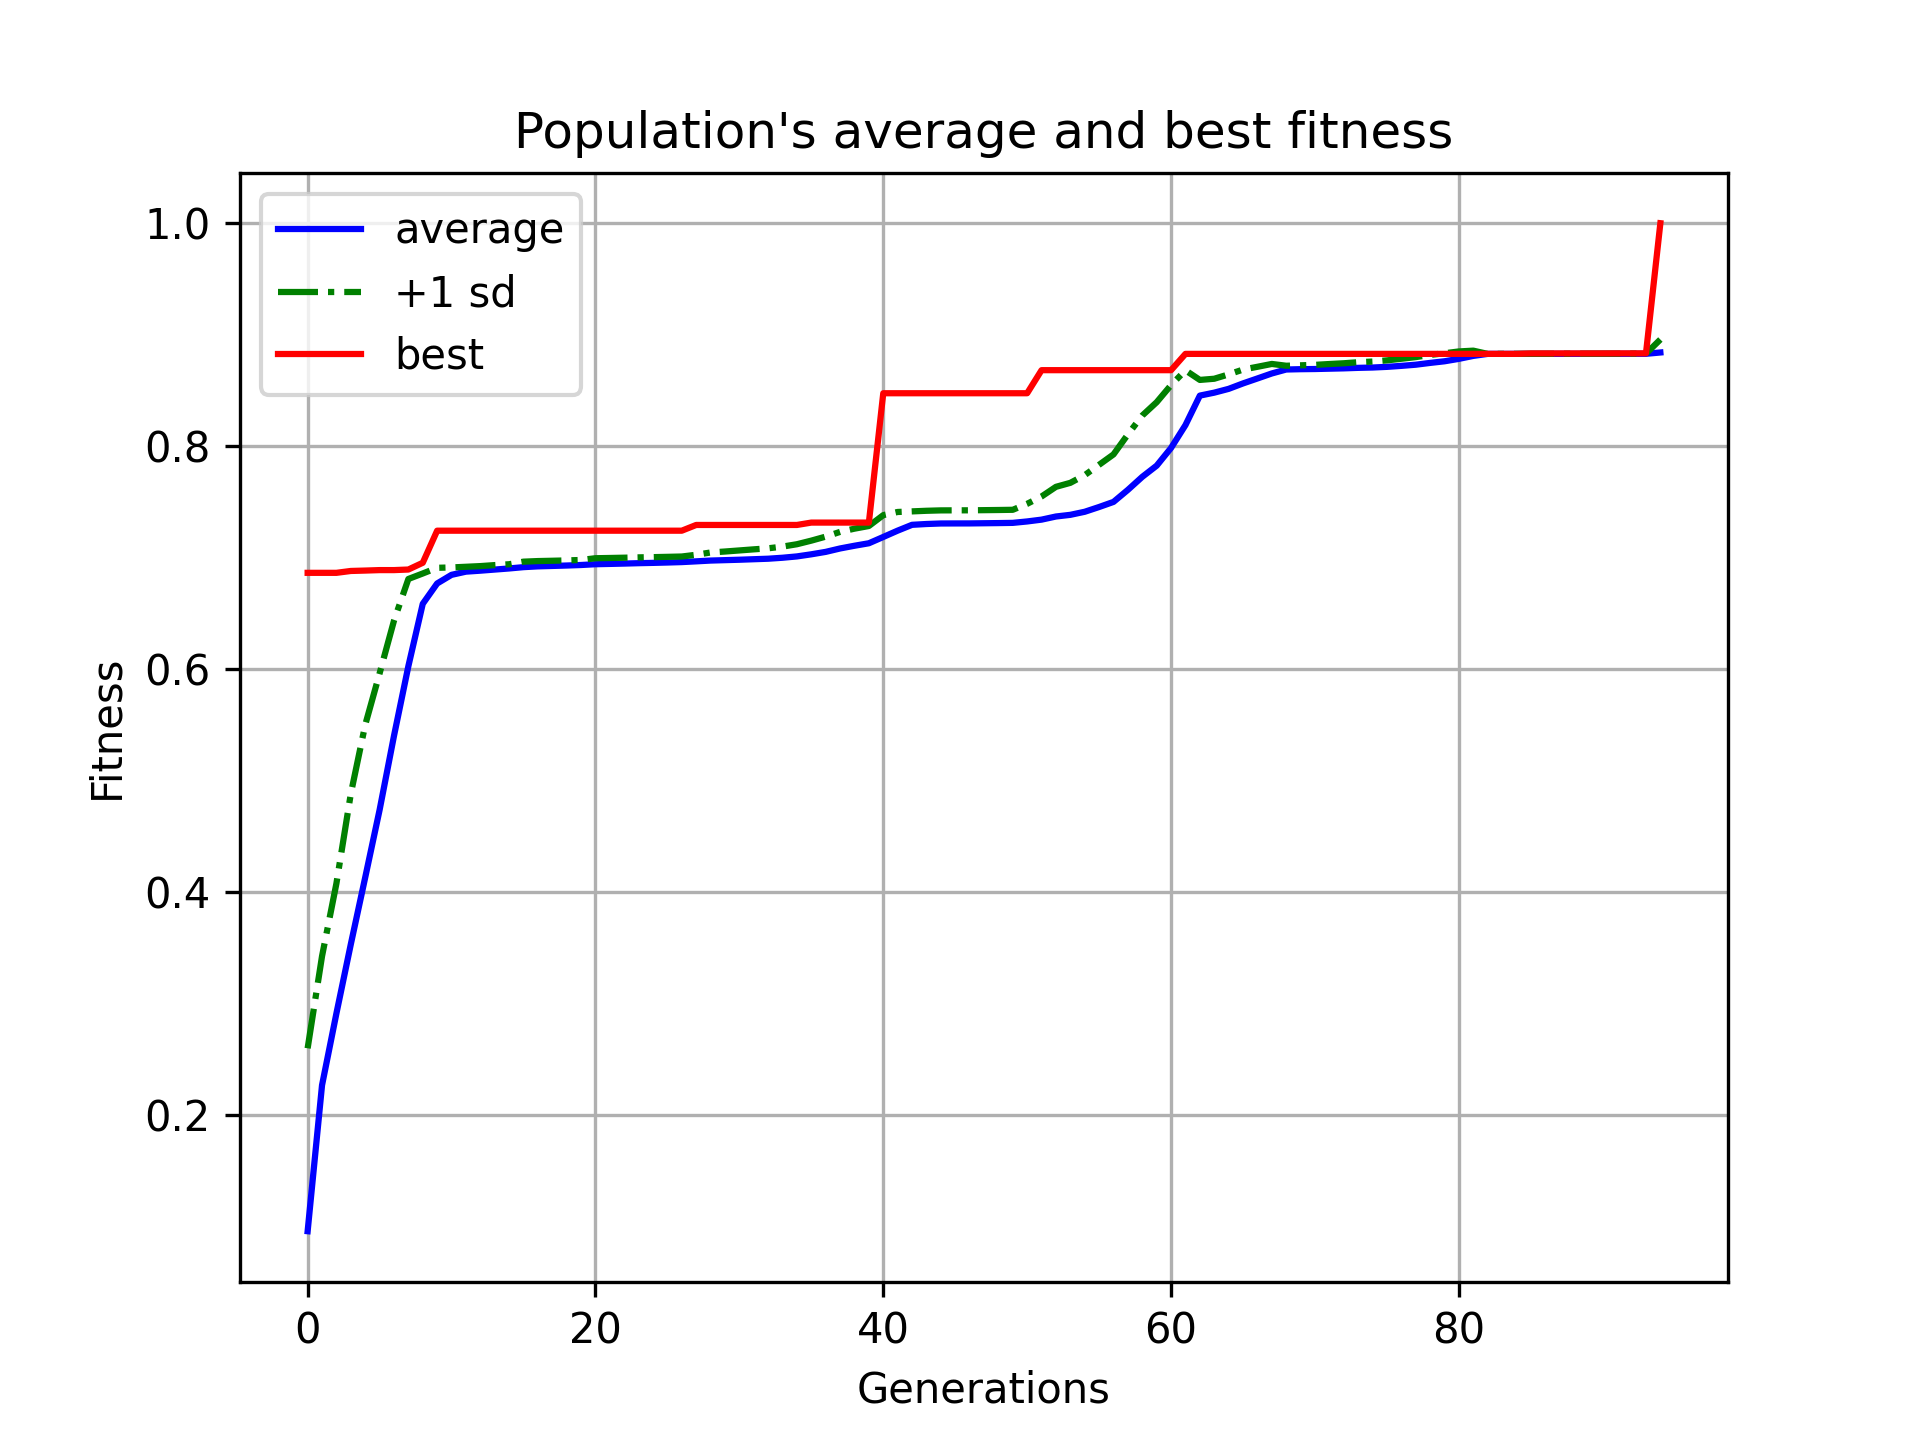 Population's average and best fitness
average
+1 sd
best
1.0
0.8
0.6
0.4
0.2
Fitness
0 20 40 60 80
Generations